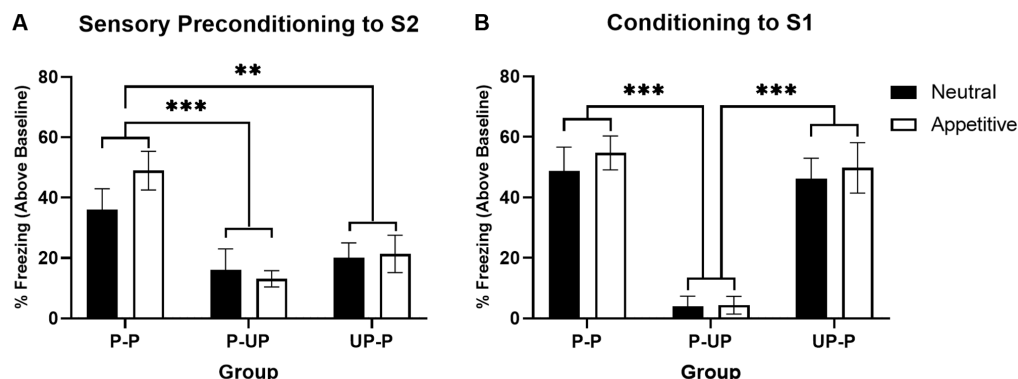 A Sensory Preconditioning to S2
% Freezing (Above Baseline)
80
60
40
20
0
**
***
P-P P-UP UP-P
Group
B Conditioning to S1
% Freezing (Above Baseline)
80
60
40
20
0
*** ***
P-P P-UP UP-P
Group
Neutral
Appetitive